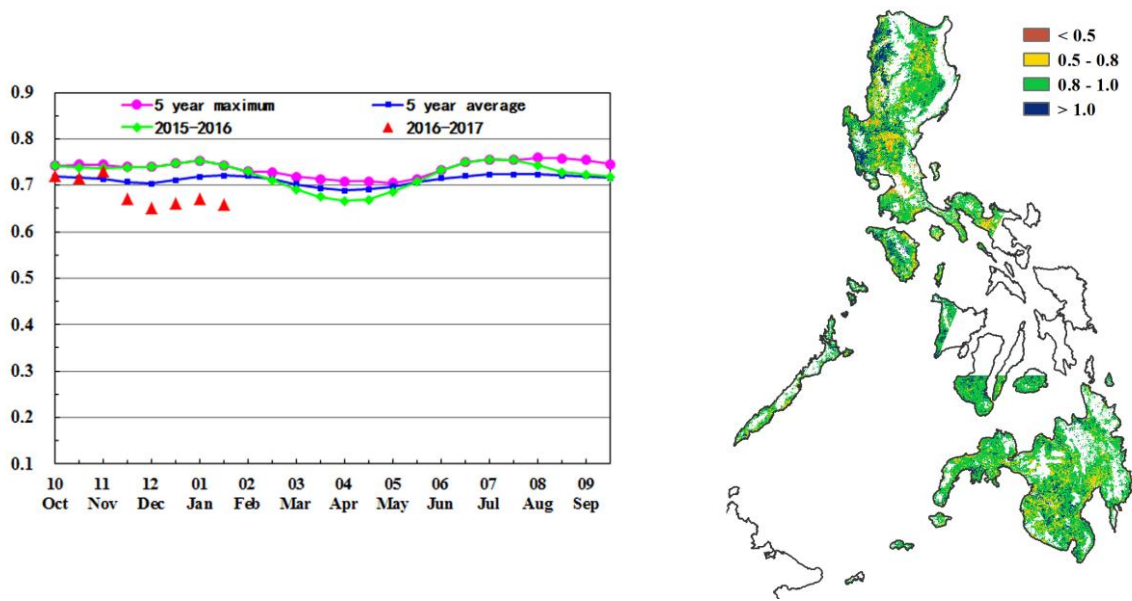 0.9
0.8
0.7
0.6
0.5
0.4
0.3
0.2
0.1
5 year maximum
5 year average
2015-2016
2016-2017
10 11 12 01 02 03 04 05 06 07 08 09
Oct Nov Dec Jan Feb Mar Apr May Jun Jul Aug Sep
< 0.5
0.5 - 0.8
0.8 - 1.0
> 1.0